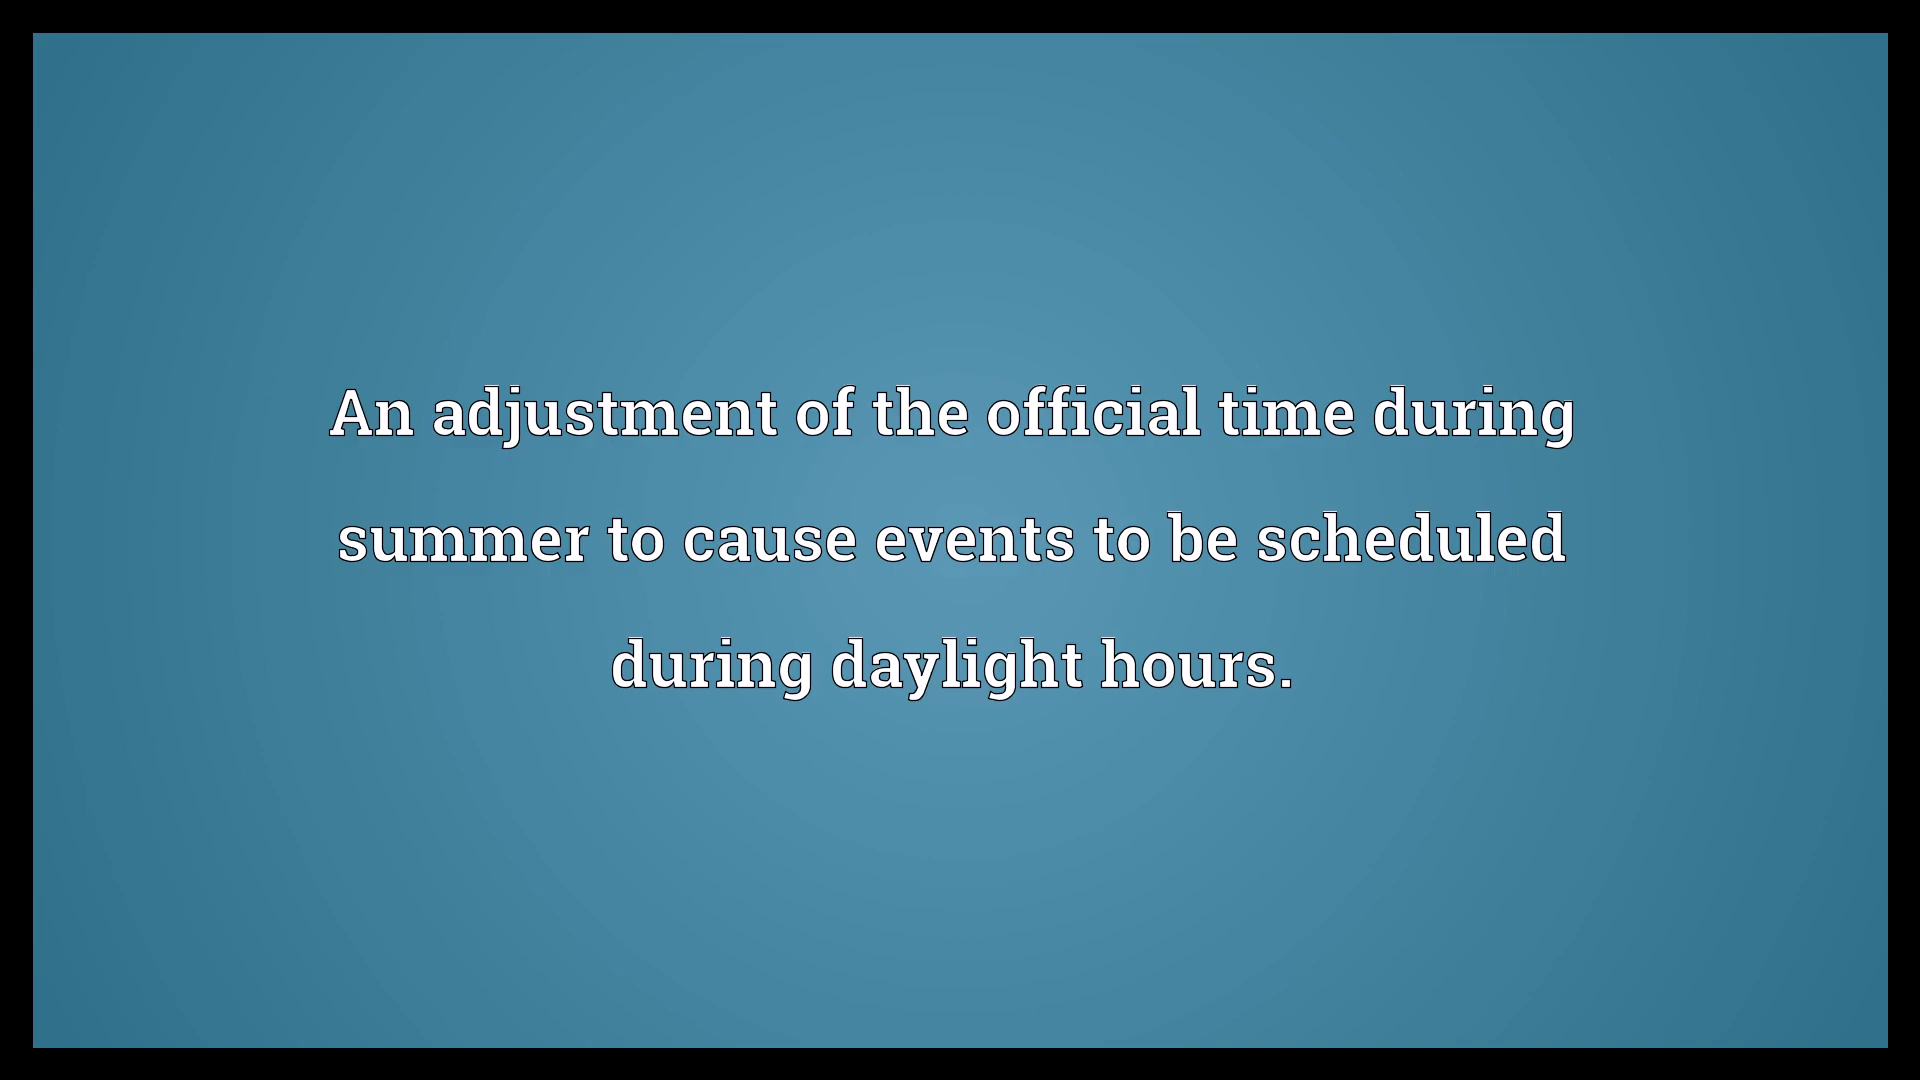 An adjustment of the official time during
summer to cause events to be scheduled
during daylight hours.